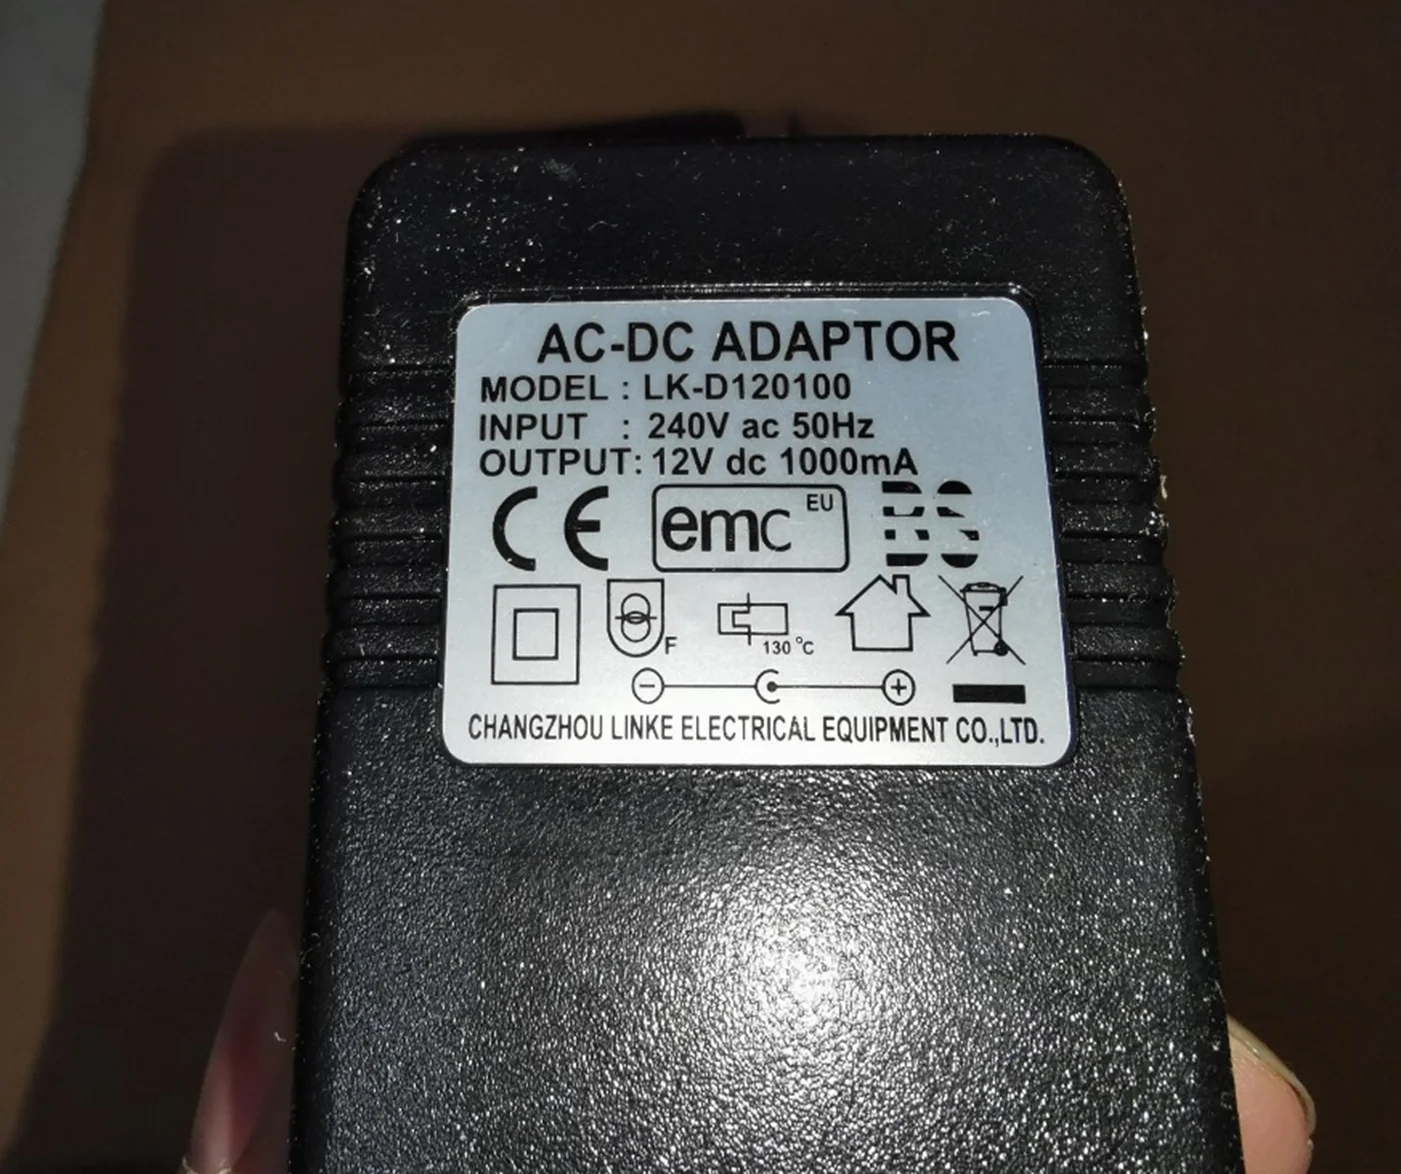 AC-DC ADAPTOR
MODEL : LK-D120100
INPUT : 240V ac 50Hz
OUTPUT: 12V dc 1000mA
CE emc EU BS
F 130 °C
− +
CHANGZHOU LINKE ELECTRICAL EQUIPMENT CO.,LTD.